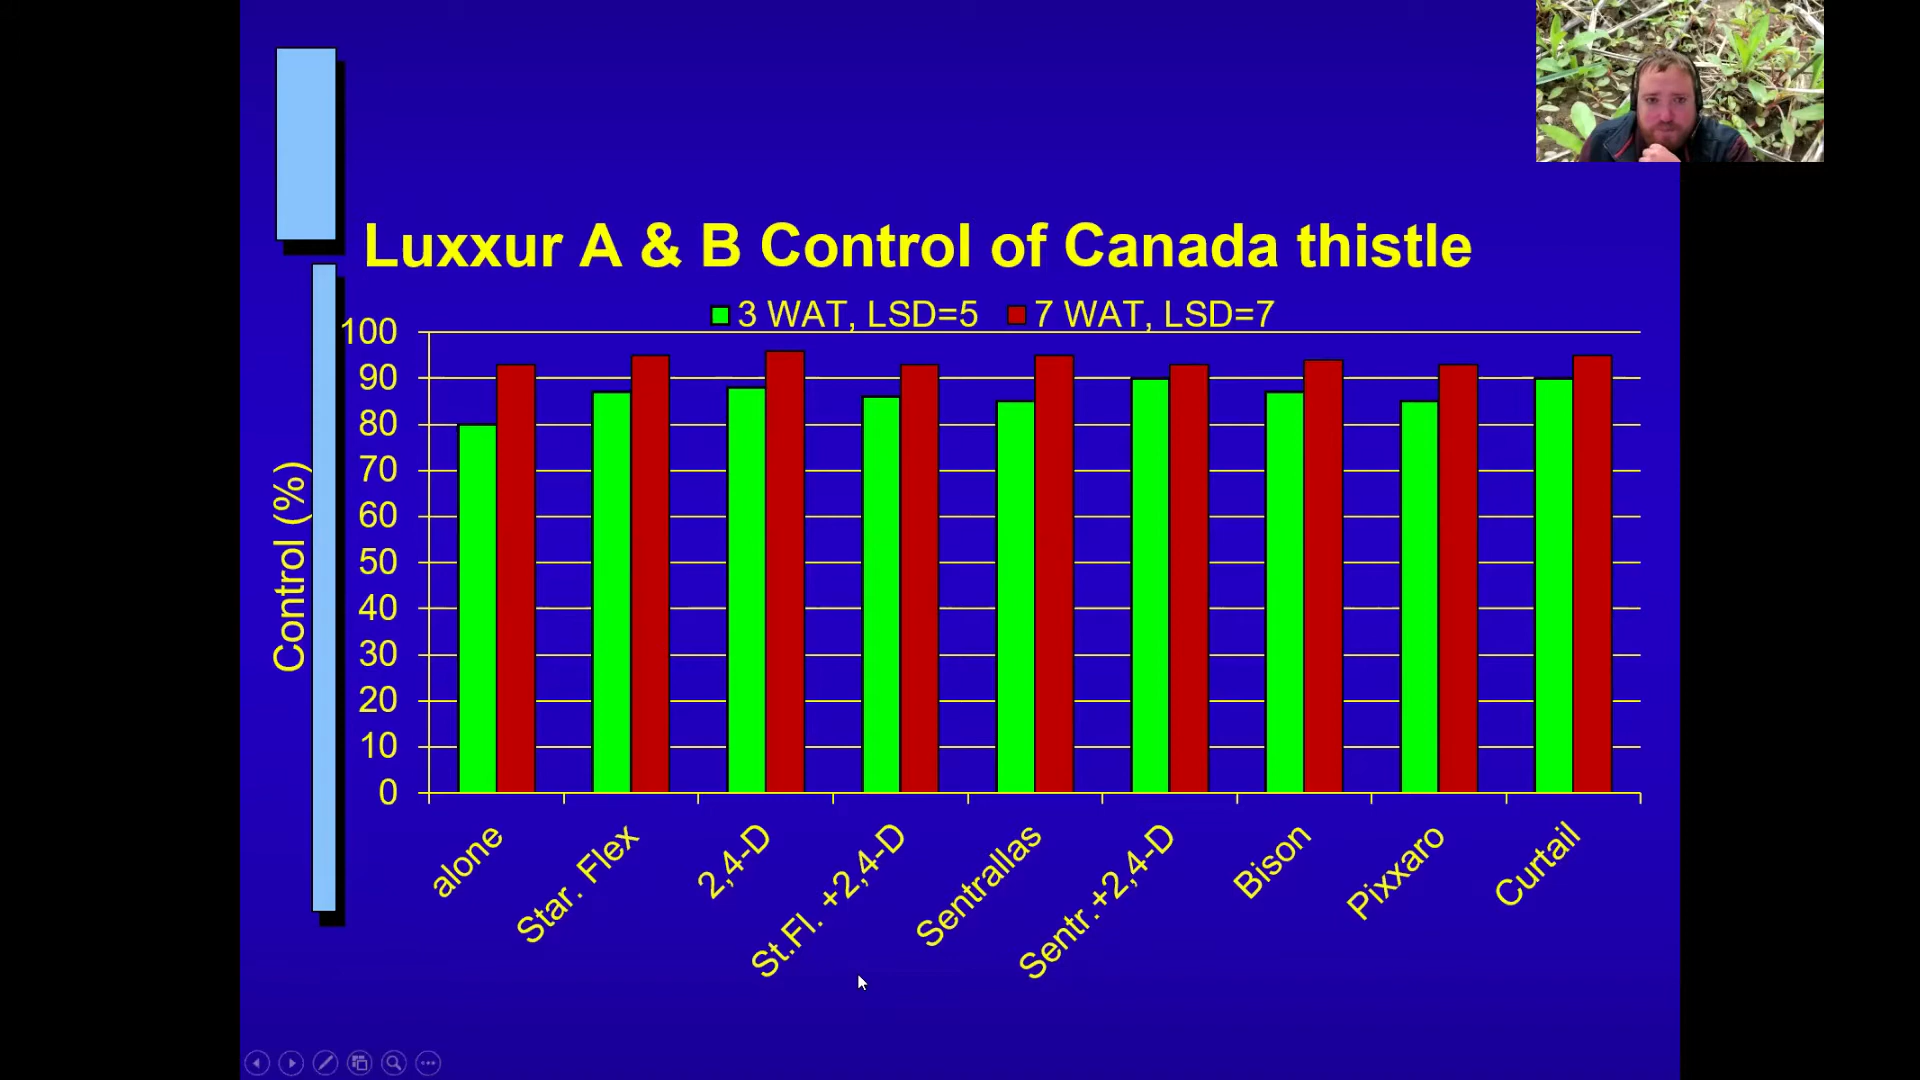 Luxxur A & B Control of Canada thistle
3 WAT, LSD=5 7 WAT, LSD=7
100
90
80
70
60
50
40
30
20
10
0
Control (%)
alone
Star. Flex
2,4-D
St.Fl. +2,4-D
Sentrallas
Sentr.+2,4-D
Bison
Pixxaro
Curtail